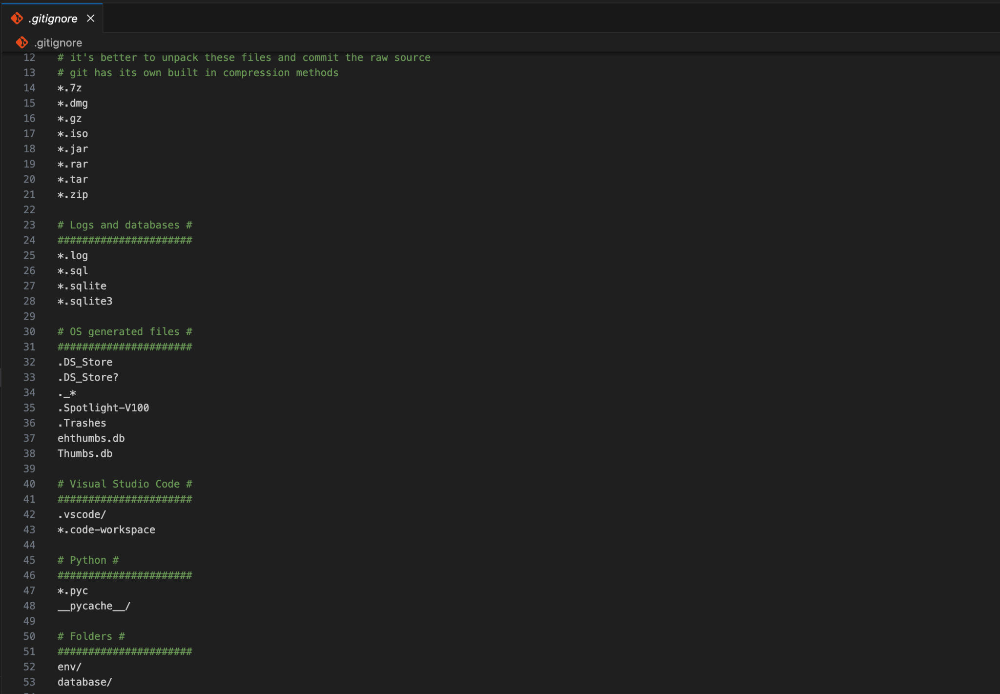 .gitignore
.gitignore
12 # it's better to unpack these files and commit the raw source
13 # git has its own built in compression methods
14 *.7z
15 *.dmg
16 *.gz
17 *.iso
18 *.jar
19 *.rar
20 *.tar
21 *.zip
22
23 # Logs and databases #
24 ######################
25 *.log
26 *.sql
27 *.sqlite
28 *.sqlite3
29
30 # OS generated files #
31 ######################
32 .DS_Store
33 .DS_Store?
34 ._*
35 .Spotlight-V100
36 .Trashes
37 ehthumbs.db
38 Thumbs.db
39
40 # Visual Studio Code #
41 ######################
42 .vscode/
43 *.code-workspace
44
45 # Python #
46 ######################
47 *.pyc
48 __pycache__/
49
50 # Folders #
51 ######################
52 env/
53 database/